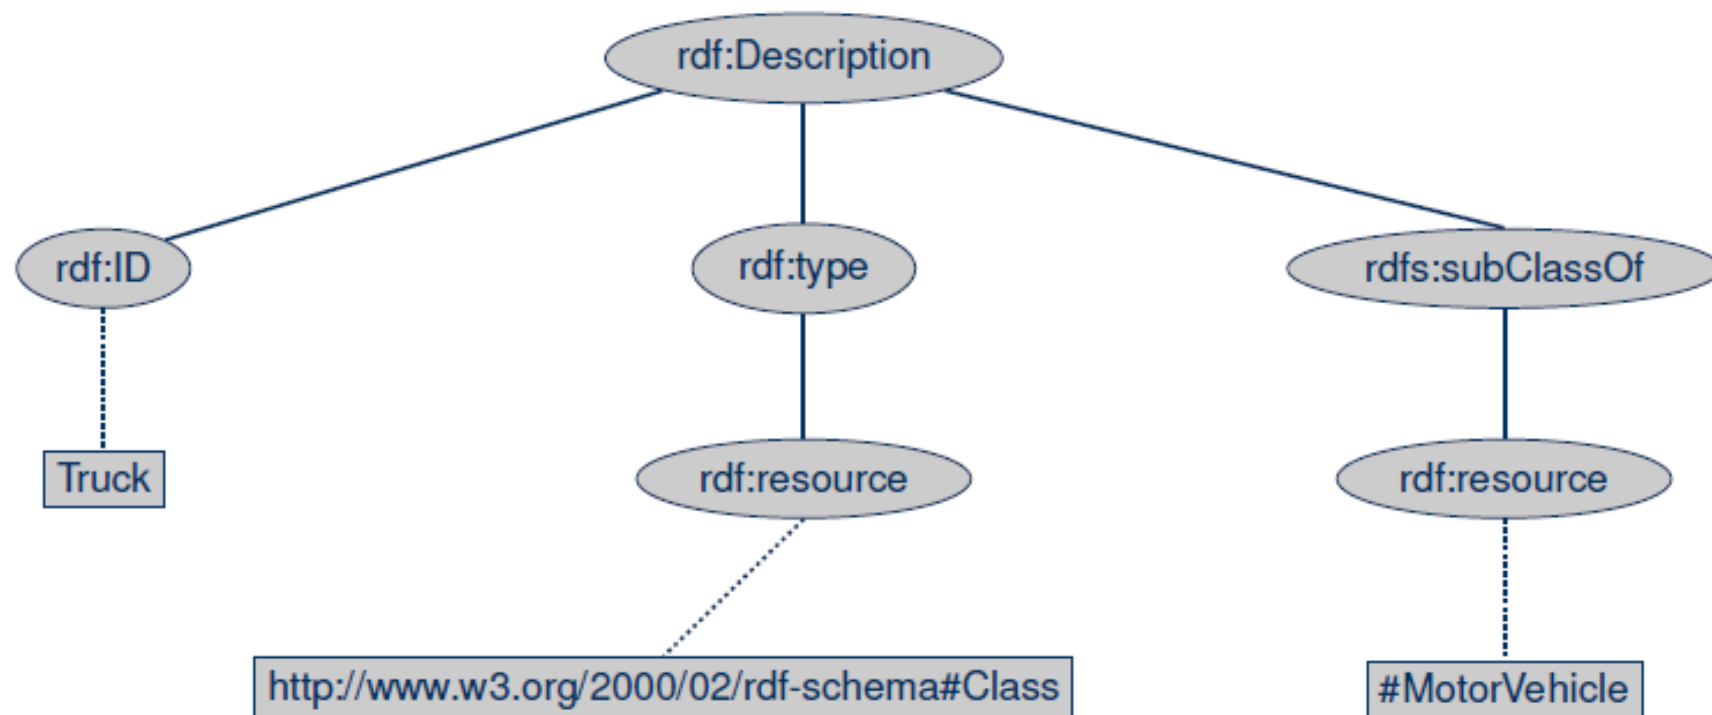 rdf:Description
rdf:ID
rdf:type
rdfs:subClassOf
Truck
rdf:resource
rdf:resource
http://www.w3.org/2000/02/rdf-schema#Class
#MotorVehicle